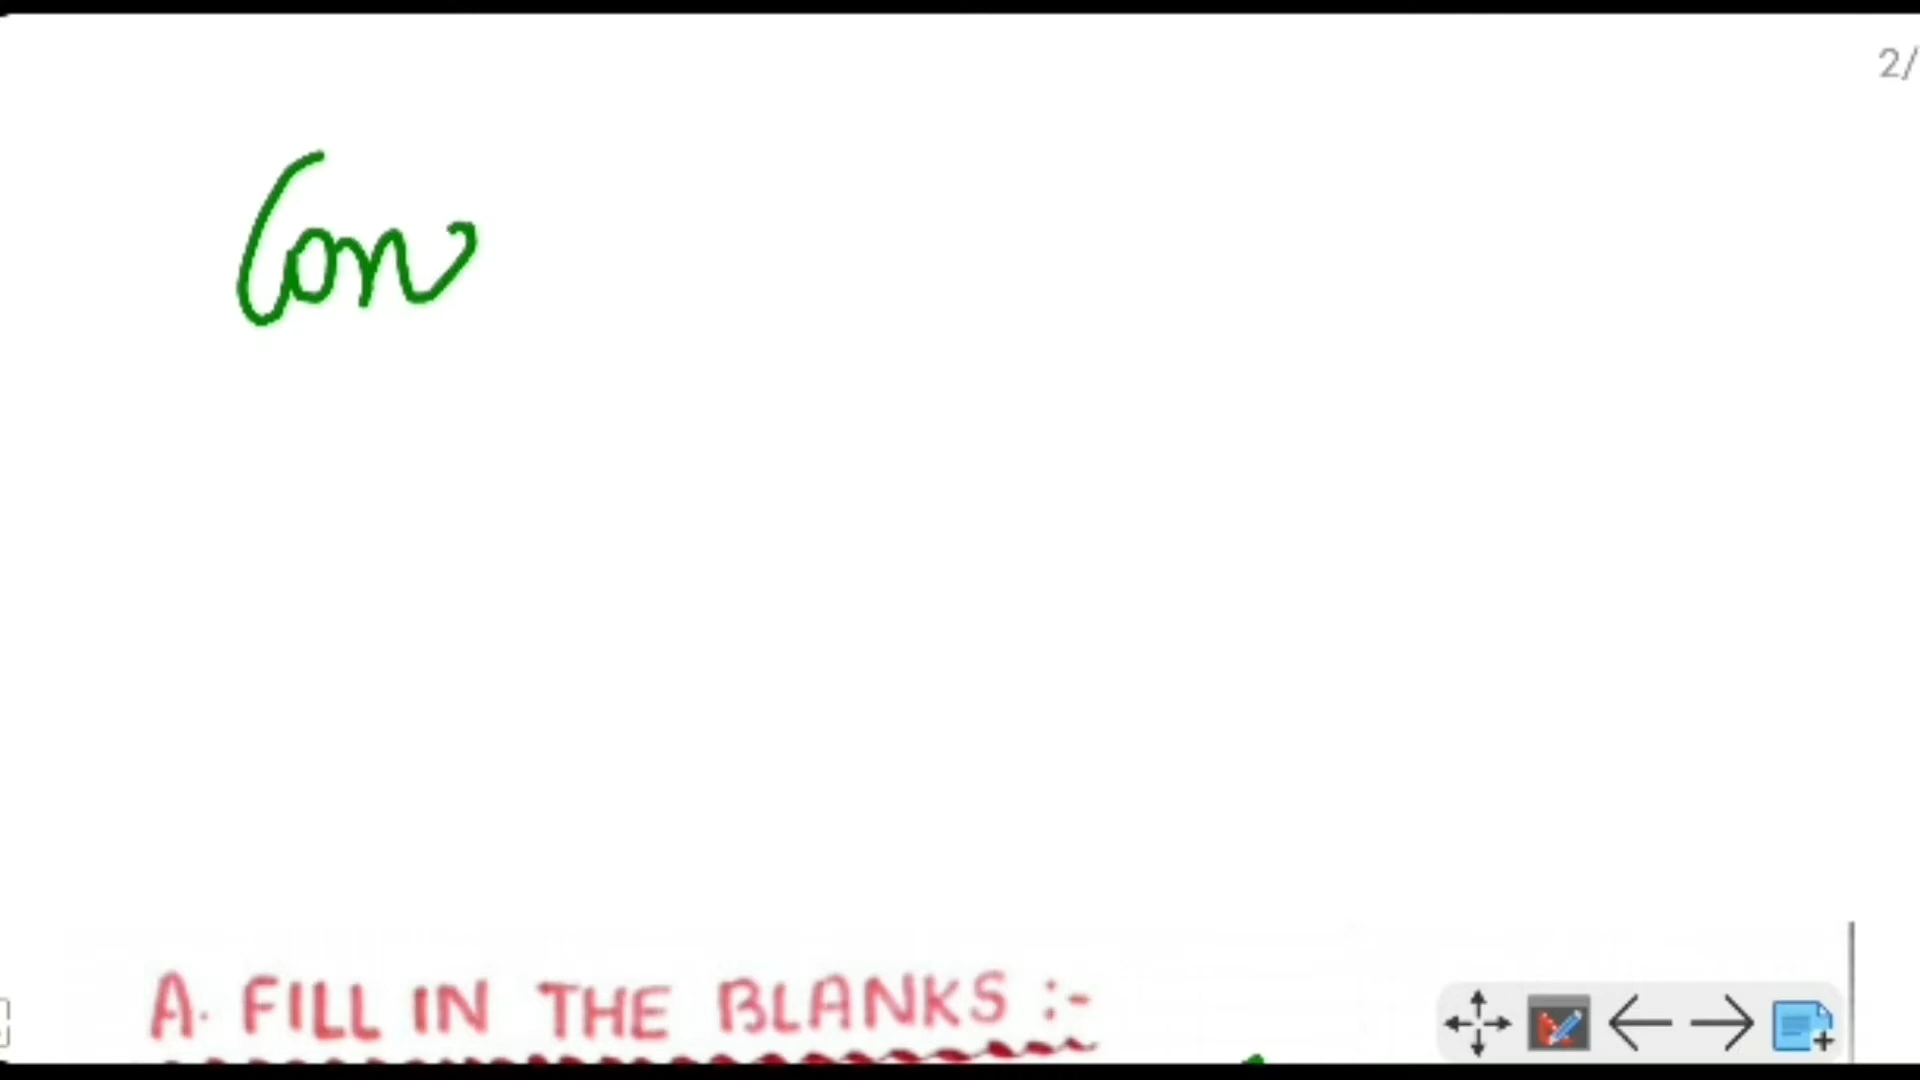 2/
Con
A. FILL IN THE BLANKS :-